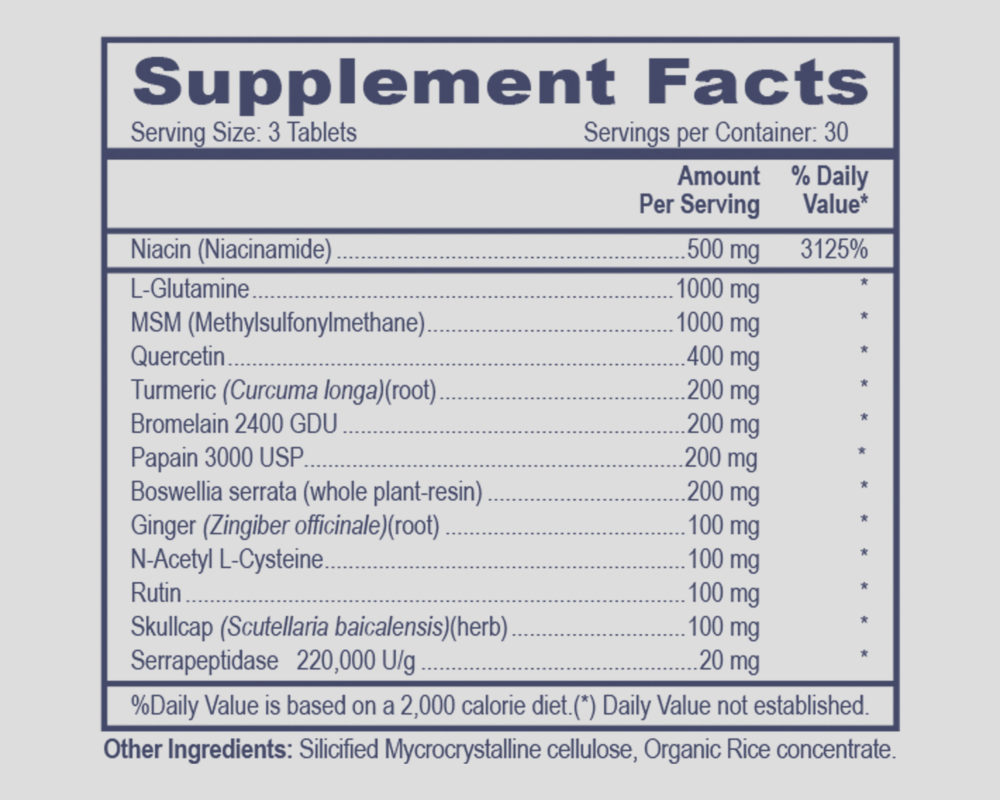 Supplement Facts
Serving Size: 3 Tablets Servings per Container: 30
Amount Per Serving % Daily Value*
Niacin (Niacinamide) 500 mg 3125%
L-Glutamine 1000 mg *
MSM (Methylsulfonylmethane) 1000 mg *
Quercetin 400 mg *
Turmeric (Curcuma longa)(root) 200 mg *
Bromelain 2400 GDU 200 mg *
Papain 3000 USP 200 mg *
Boswellia serrata (whole plant-resin) 200 mg *
Ginger (Zingiber officinale)(root) 100 mg *
N-Acetyl L-Cysteine 100 mg *
Rutin 100 mg *
Skullcap (Scutellaria baicalensis)(herb) 100 mg *
Serrapeptidase 220,000 U/g 20 mg *
%Daily Value is based on a 2,000 calorie diet.(*) Daily Value not established.
Other Ingredients: Silicified Mycrocrystalline cellulose, Organic Rice concentrate.